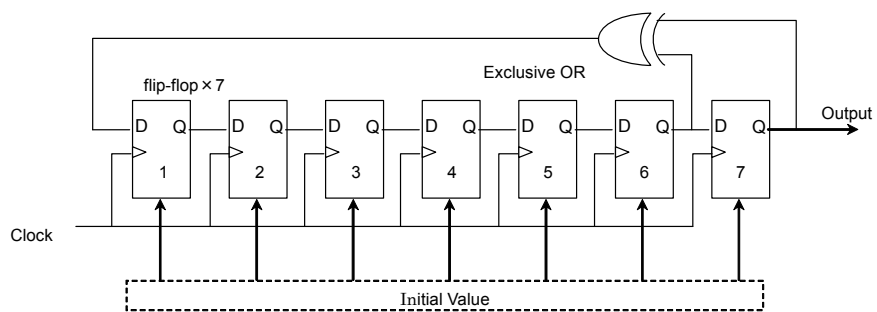 Exclusive OR
flip-flop×7
Output
D Q D Q D Q D Q D Q D Q D Q
1 2 3 4 5 6 7
Clock
Initial Value